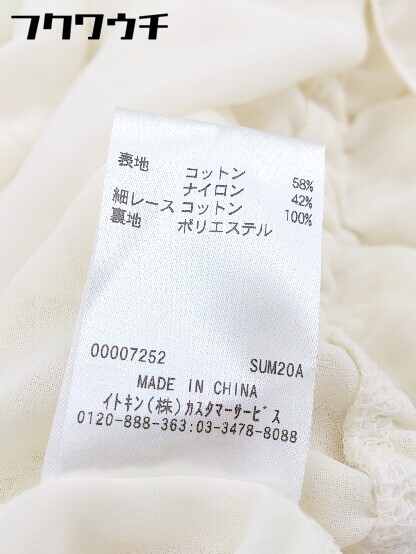 フクワウチ
表地 コットン 58%
ナイロン 42%
細レース コットン 100%
裏地 ポリエステル
00007252 SUM20A
MADE IN CHINA
イトキン(株)カスタマーサービス
0120-888-363:03-3478-8088